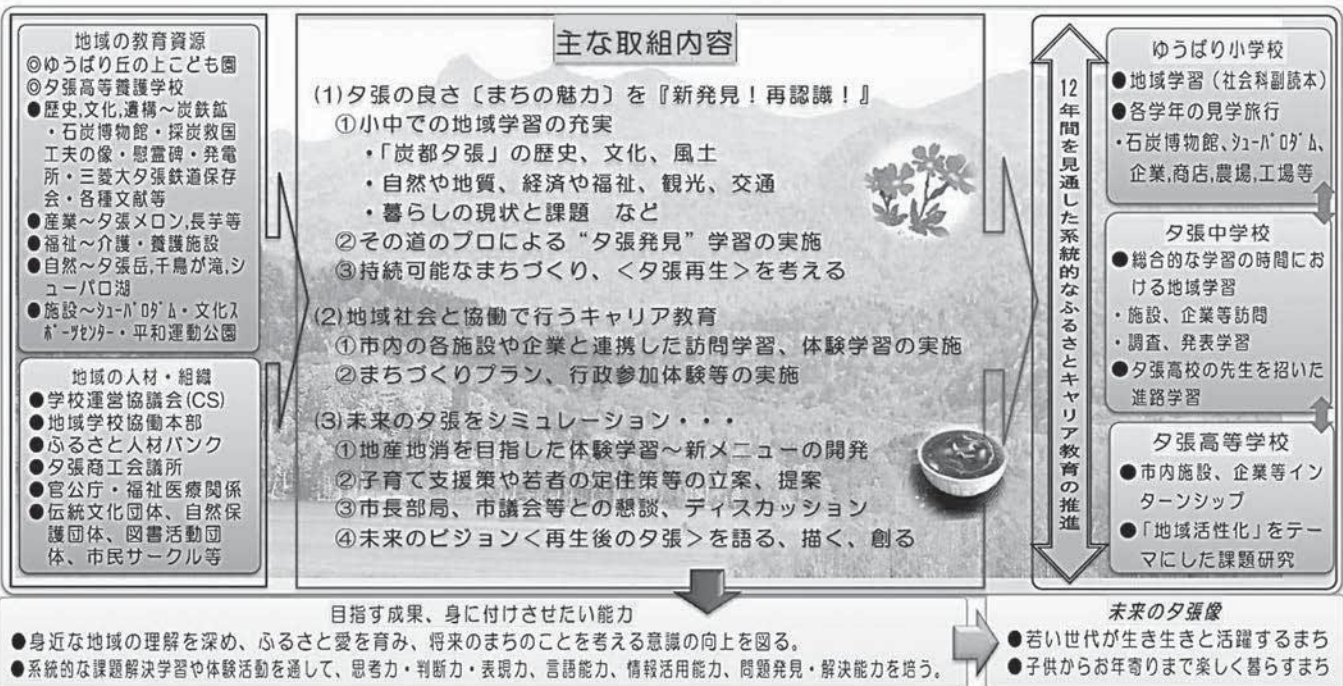 地域の教育資源
◎ゆうばり丘の上こども園
◎夕張高等養護学校
●歴史,文化,遺構～炭鉄鉱
・石炭博物館・採炭救国
工夫の像・慰霊碑・発電
所・三菱大夕張鉄道保存
会・各種文献等
●産業～夕張メロン,長芋等
●福祉～介護・養護施設
●自然～夕張岳,千鳥が滝,シ
ューパロ湖
●施設～シューパロダム・文化ス
ポーツセンター・平和運動公園
地域の人材・組織
●学校運営協議会(CS)
●地域学校協働本部
●ふるさと人材バンク
●夕張商工会議所
●官公庁・福祉医療関係
●伝統文化団体、自然保
護団体、図書活動団
体、市民サークル等
主な取組内容
(1)夕張の良さ〔まちの魅力〕を『新発見！再認識！』
①小中での地域学習の充実
・「炭都夕張」の歴史、文化、風土
・自然や地質、経済や福祉、観光、交通
・暮らしの現状と課題　など
②その道のプロによる“夕張発見”学習の実施
③持続可能なまちづくり、＜夕張再生＞を考える
(2)地域社会と協働で行うキャリア教育
①市内の各施設や企業と連携した訪問学習、体験学習の実施
②まちづくりプラン、行政参加体験等の実施
(3)未来の夕張をシミュレーション・・・
①地産地消を目指した体験学習～新メニューの開発
②子育て支援策や若者の定住策等の立案、提案
③市長部局、市議会等との懇談、ディスカッション
④未来のビジョン＜再生後の夕張＞を語る、描く、創る
12年間を見通した系統的なふるさとキャリア教育の推進
ゆうばり小学校
●地域学習（社会科副読本）
●各学年の見学旅行
・石炭博物館、シューパロダム、
企業,商店,農場,工場等
夕張中学校
●総合的な学習の時間にお
ける地域学習
・施設、企業等訪問
・調査、発表学習
●夕張高校の先生を招いた
進路学習
夕張高等学校
●市内施設、企業等イン
ターンシップ
●「地域活性化」をテー
マにした課題研究
目指す成果、身に付けさせたい能力
●身近な地域の理解を深め、ふるさと愛を育み、将来のまちのことを考える意識の向上を図る。
●系統的な課題解決学習や体験活動を通して、思考力・判断力・表現力、言語能力、情報活用能力、問題発見・解決能力を培う。
未来の夕張像
●若い世代が生き生きと活躍するまち
●子供からお年寄りまで楽しく暮らすまち